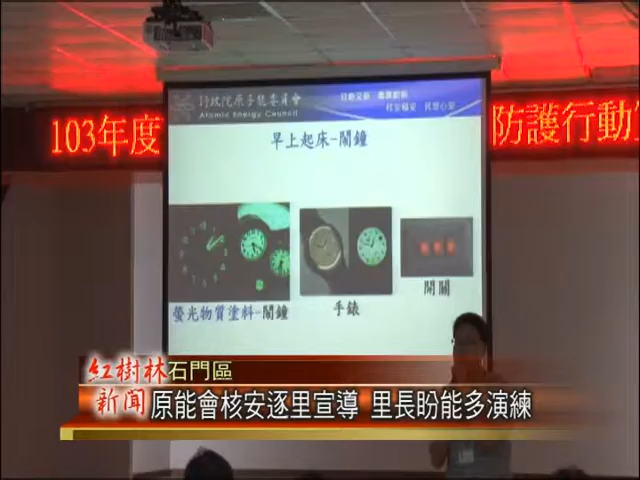 行政院原子能委員會
Atomic Energy Council
103年度
防護行動
早上起床-鬧鐘
螢光物質塗料-鬧鐘
手錶
開關
紅樹林
新聞
石門區
原能會核安逐里宣導 里長盼能多演練